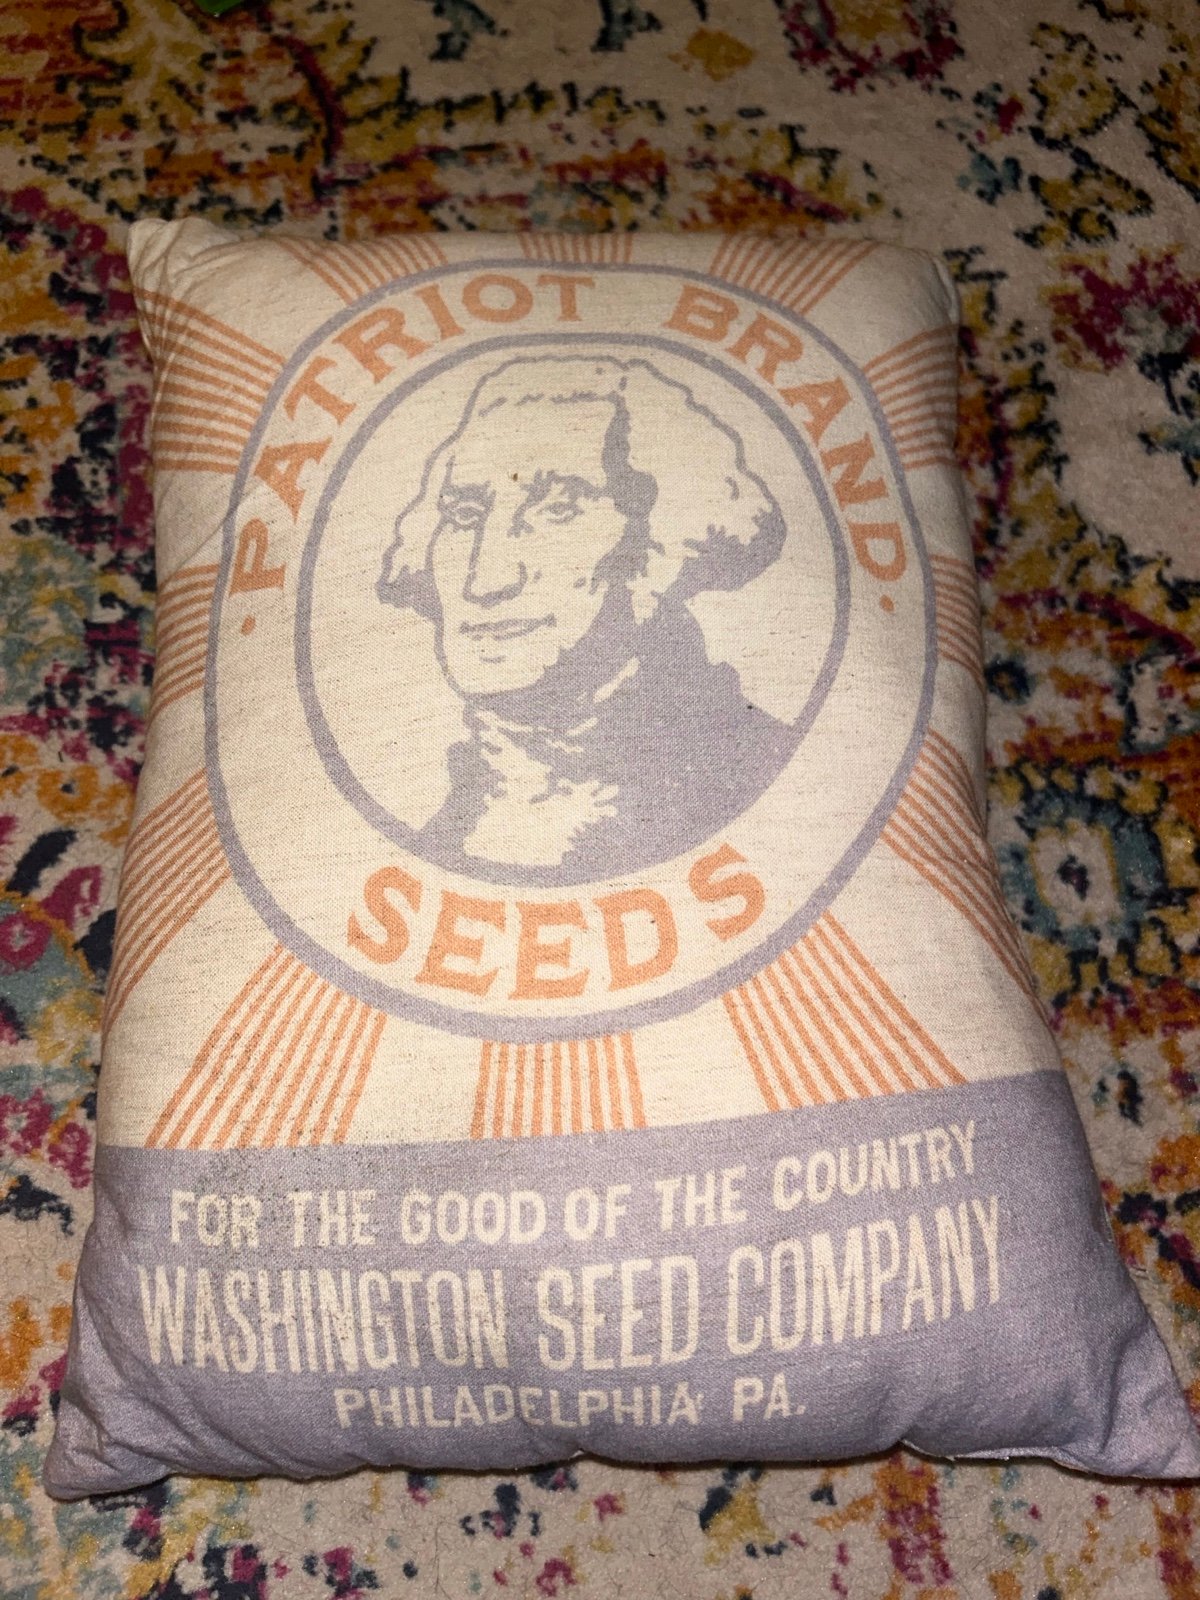 · PATRIOT BRAND ·
SEEDS
FOR THE GOOD OF THE COUNTRY
WASHINGTON SEED COMPANY
PHILADELPHIA PA.